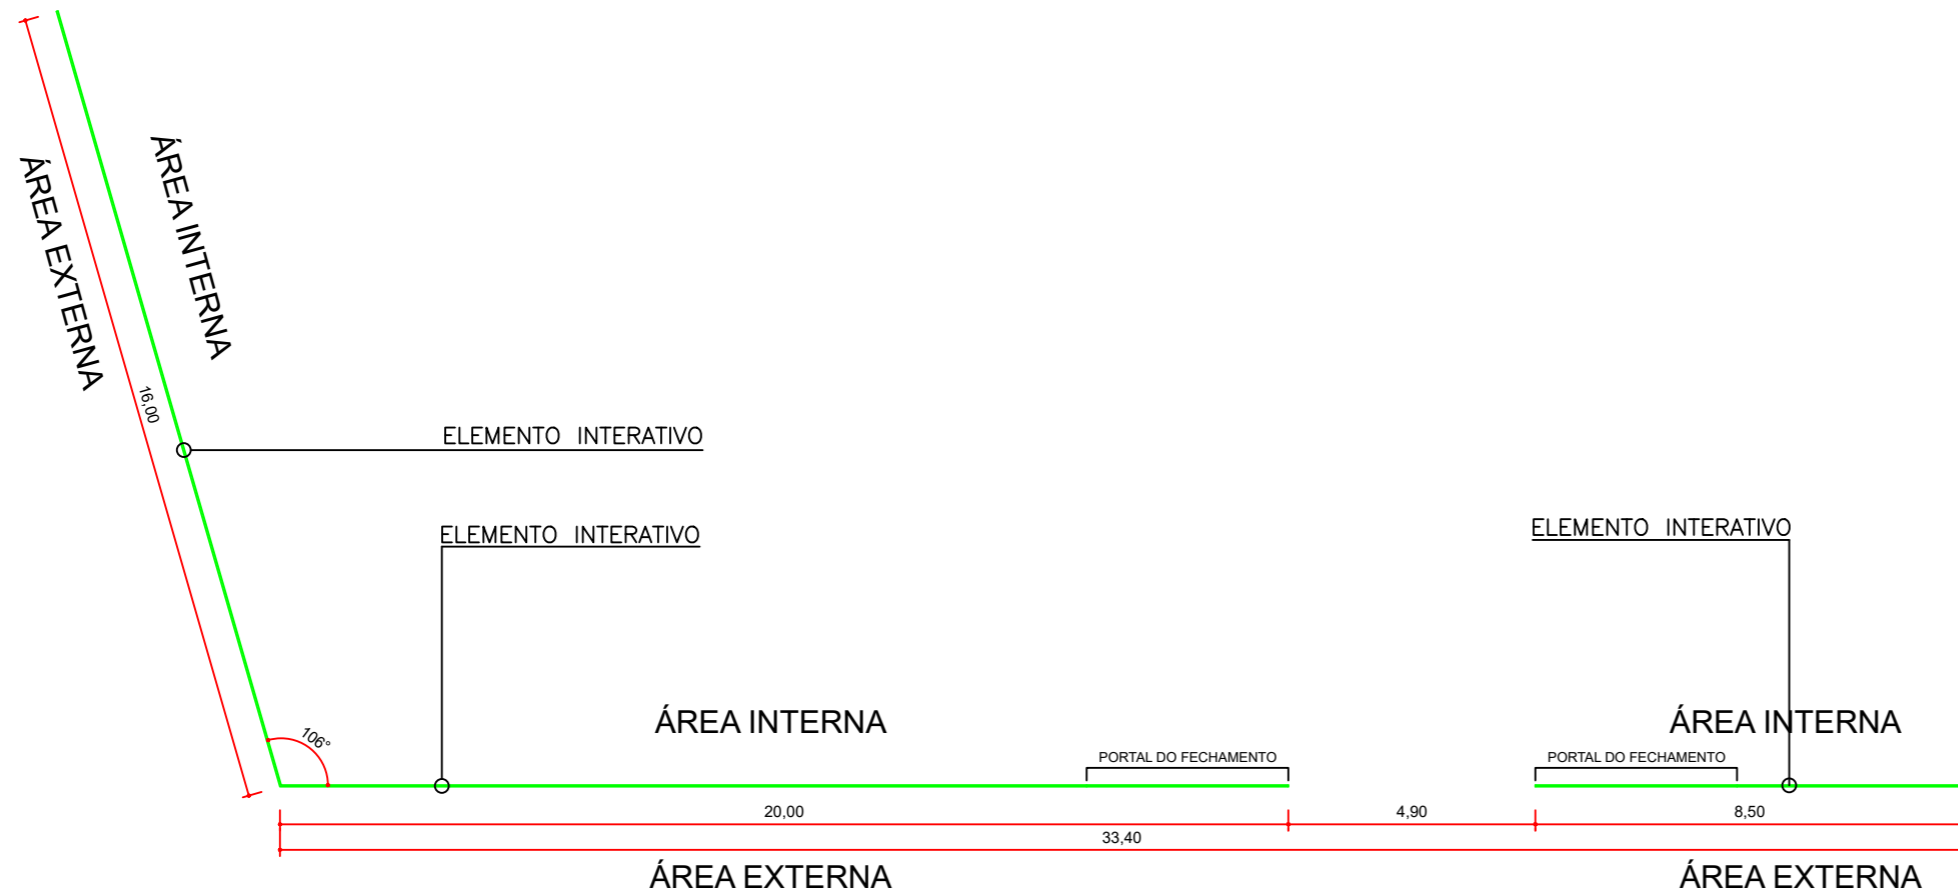 ÁREA INTERNA
ÁREA EXTERNA
16,00
ELEMENTO INTERATIVO
ELEMENTO INTERATIVO
ELEMENTO INTERATIVO
106°
ÁREA INTERNA
ÁREA INTERNA
PORTAL DO FECHAMENTO
PORTAL DO FECHAMENTO
20,00
4,90
8,50
33,40
ÁREA EXTERNA
ÁREA EXTERNA